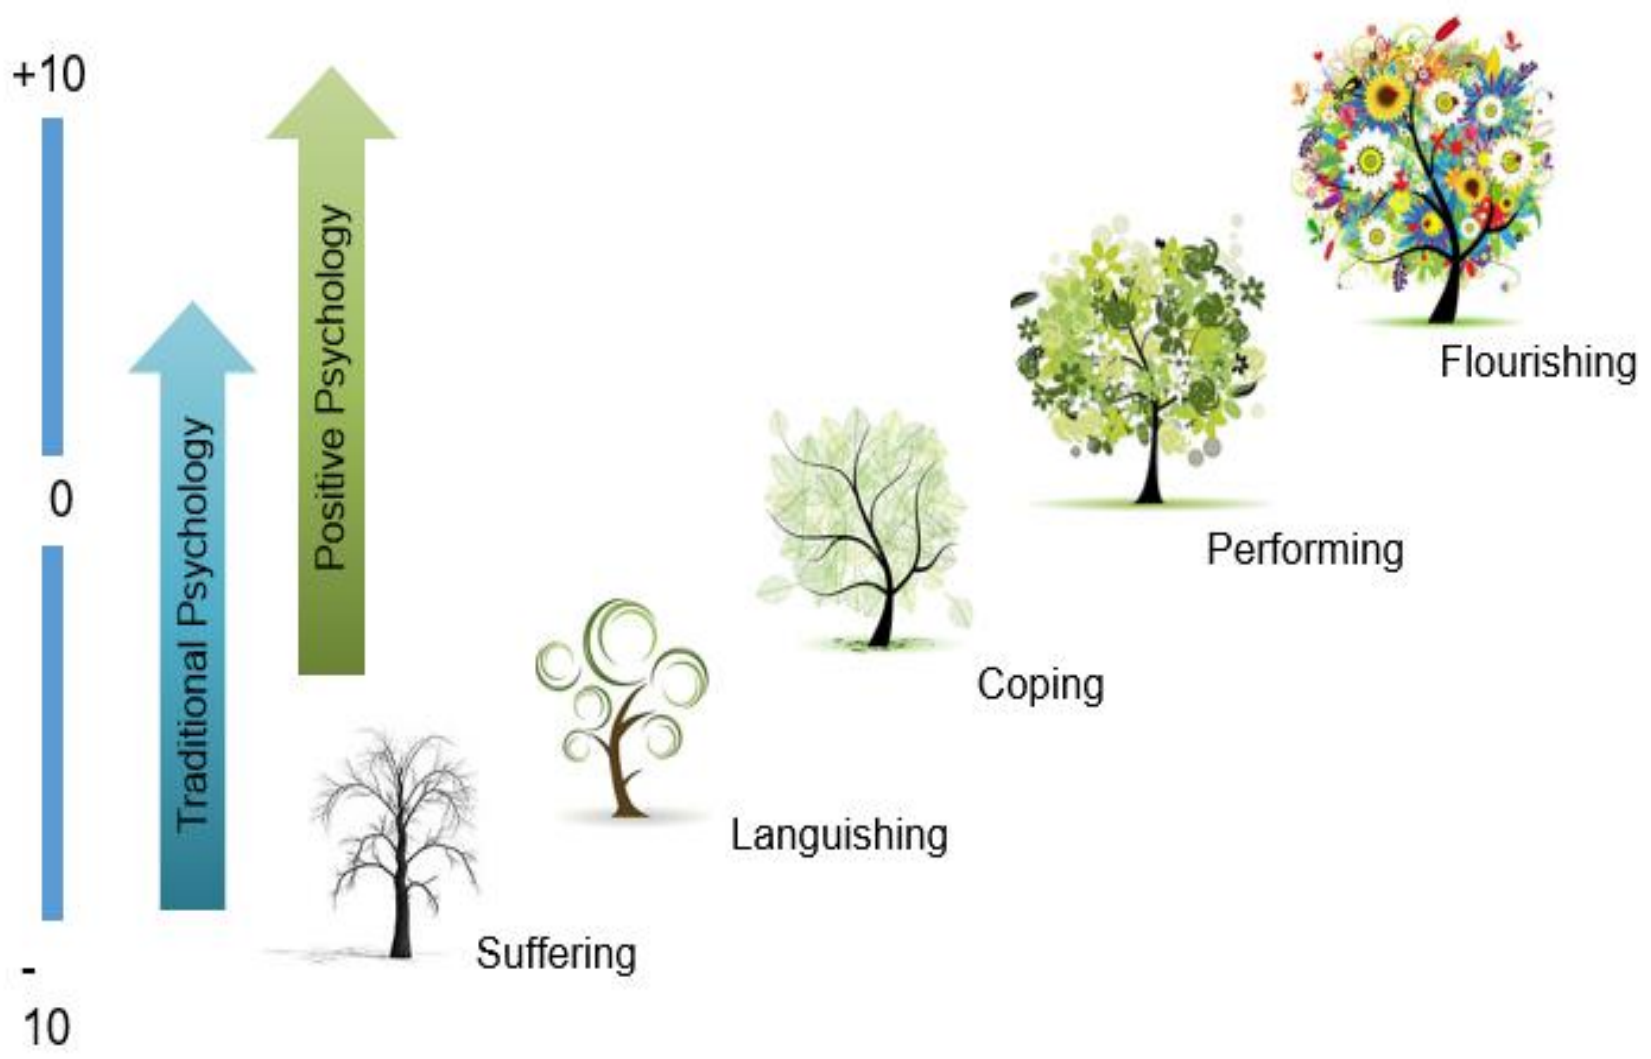 +10
0
-
10
Traditional Psychology
Positive Psychology
Suffering
Languishing
Coping
Performing
Flourishing